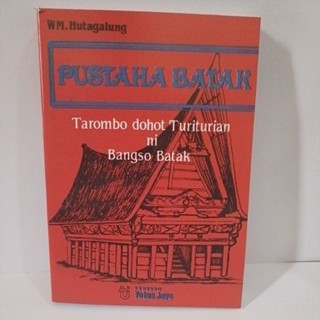 WM. Hutagalung
PUSTAHA BATAK
Tarombo dohot Turiturian
ni
Bangso Batak
Tulus Jaya